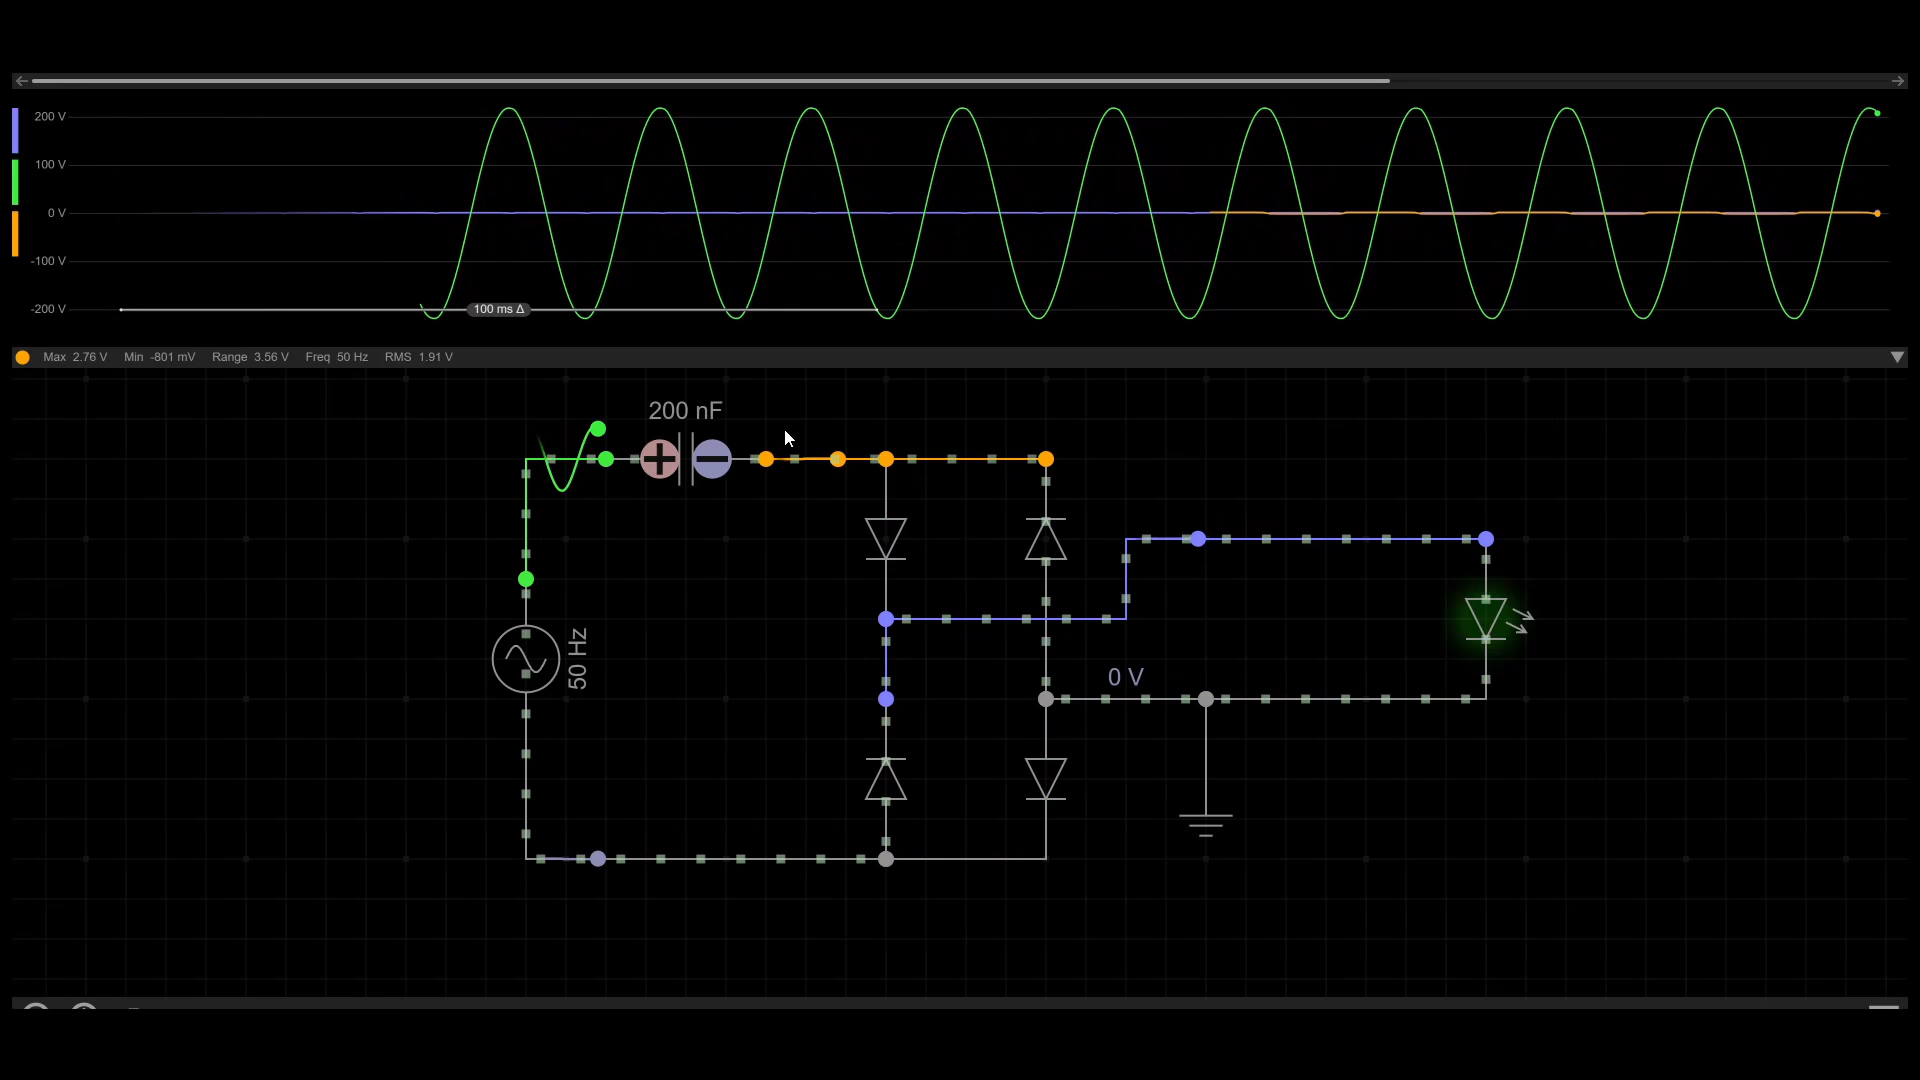 200 V
100 V
0 V
-100 V
-200 V
100 ms Δ
Max 2.76 V Min -801 mV Range 3.56 V Freq 50 Hz RMS 1.91 V
200 nF
50 Hz
0 V